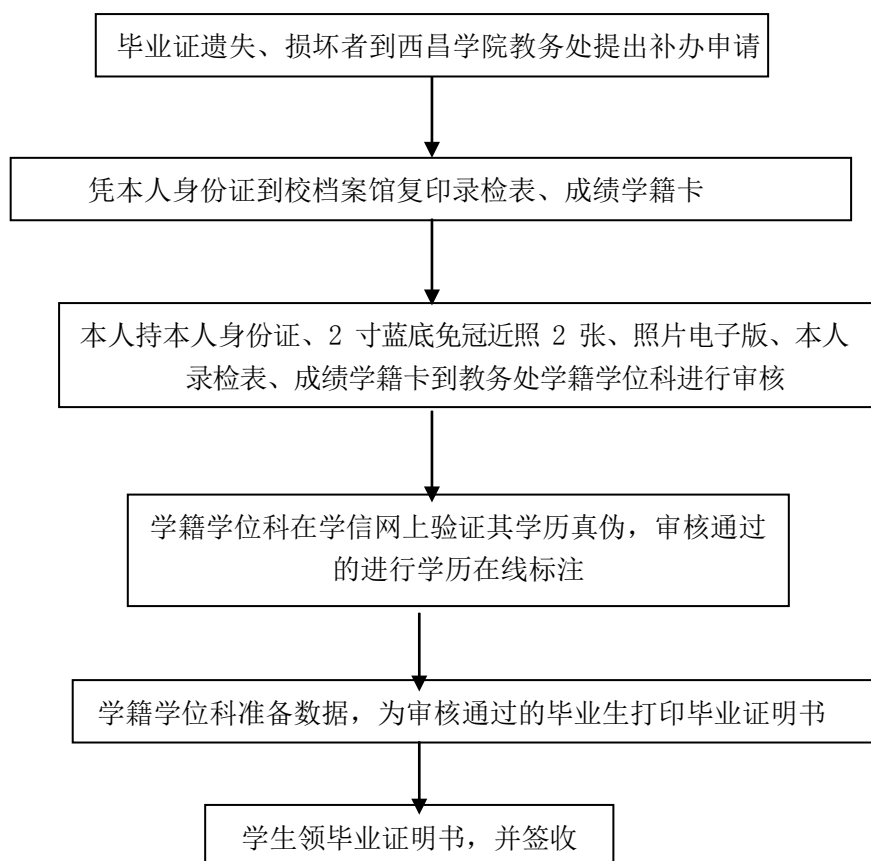 毕业证遗失、损坏者到西昌学院教务处提出补办申请
凭本人身份证到校档案馆复印录检表、成绩学籍卡
本人持本人身份证、2 寸蓝底免冠近照 2 张、照片电子版、本人
录检表、成绩学籍卡到教务处学籍学位科进行审核
学籍学位科在学信网上验证其学历真伪，审核通过
的进行学历在线标注
学籍学位科准备数据，为审核通过的毕业生打印毕业证明书
学生领毕业证明书，并签收